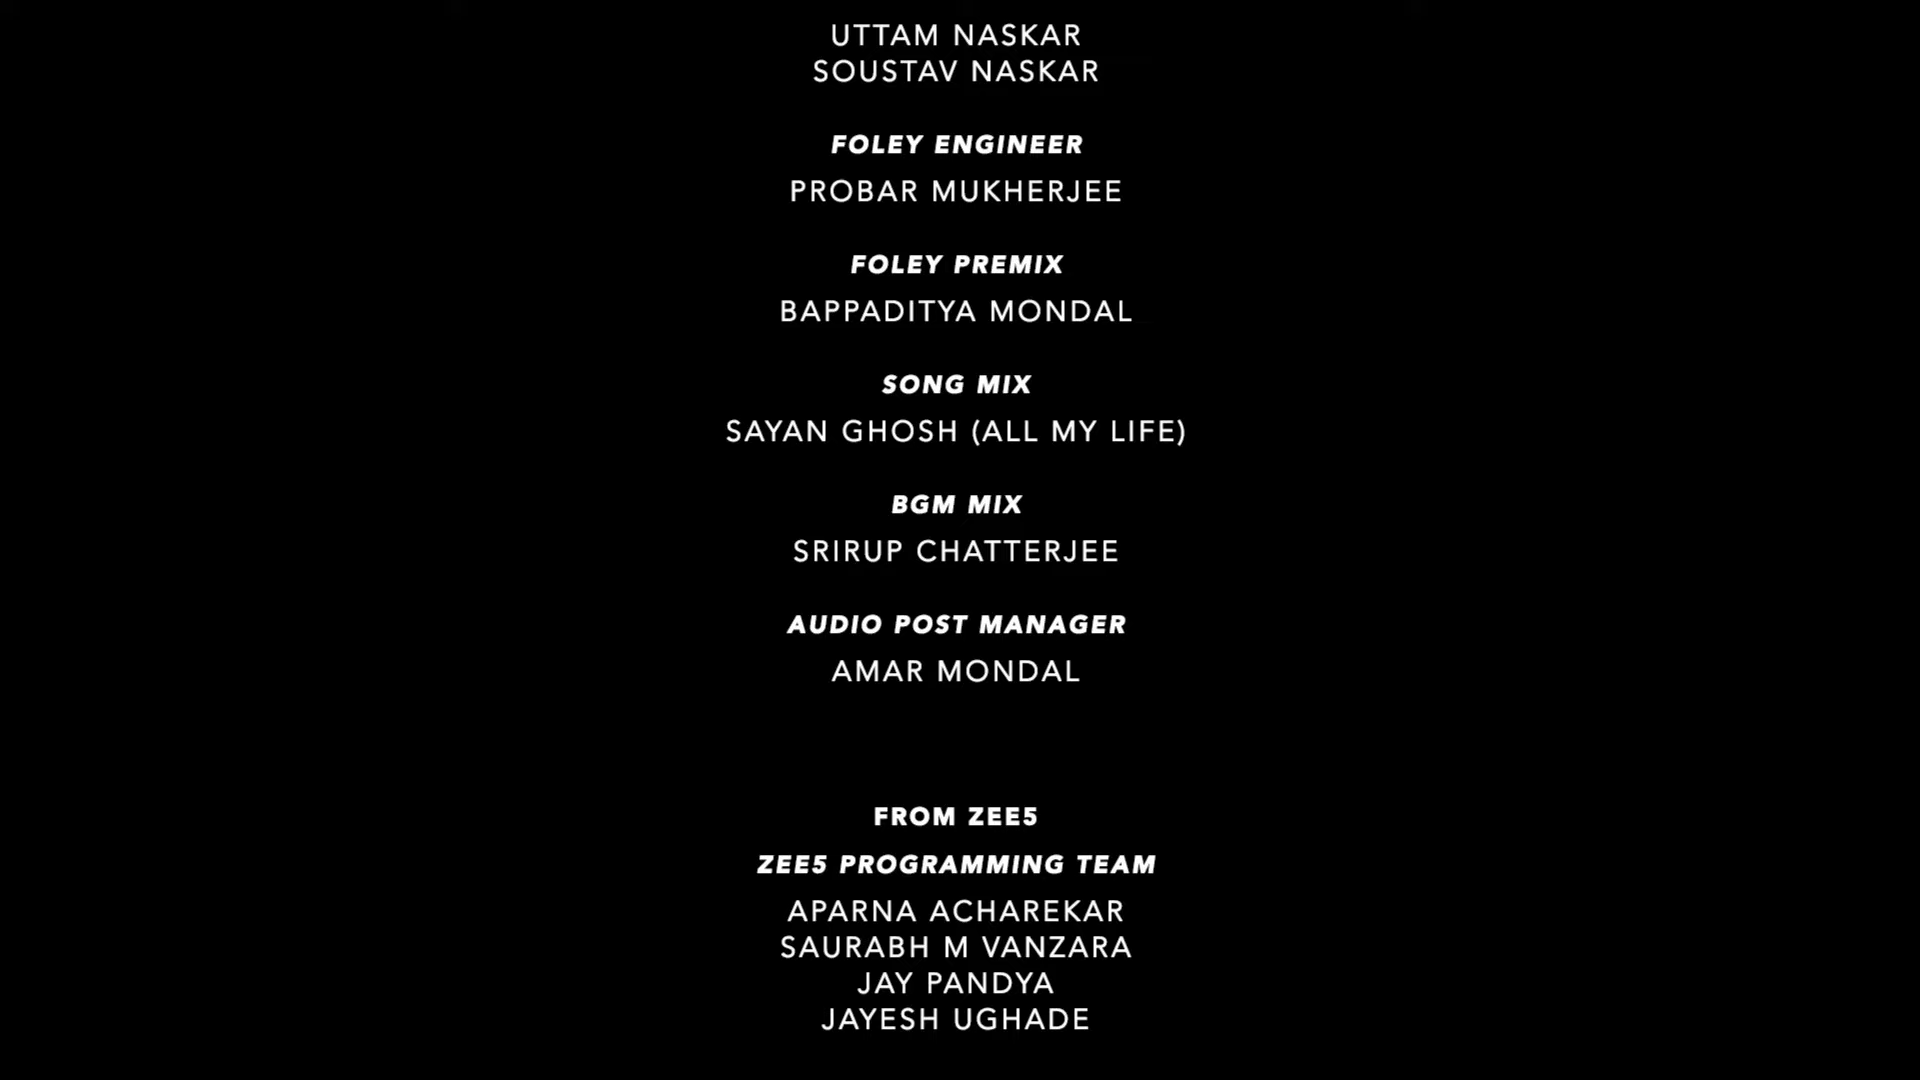 UTTAM NASKAR
SOUSTAV NASKAR
FOLEY ENGINEER
PROBAR MUKHERJEE
FOLEY PREMIX
BAPPADITYA MONDAL
SONG MIX
SAYAN GHOSH (ALL MY LIFE)
BGM MIX
SRIRUP CHATTERJEE
AUDIO POST MANAGER
AMAR MONDAL
FROM ZEE5
ZEE5 PROGRAMMING TEAM
APARNA ACHAREKAR
SAURABH M VANZARA
JAY PANDYA
JAYESH UGHADE